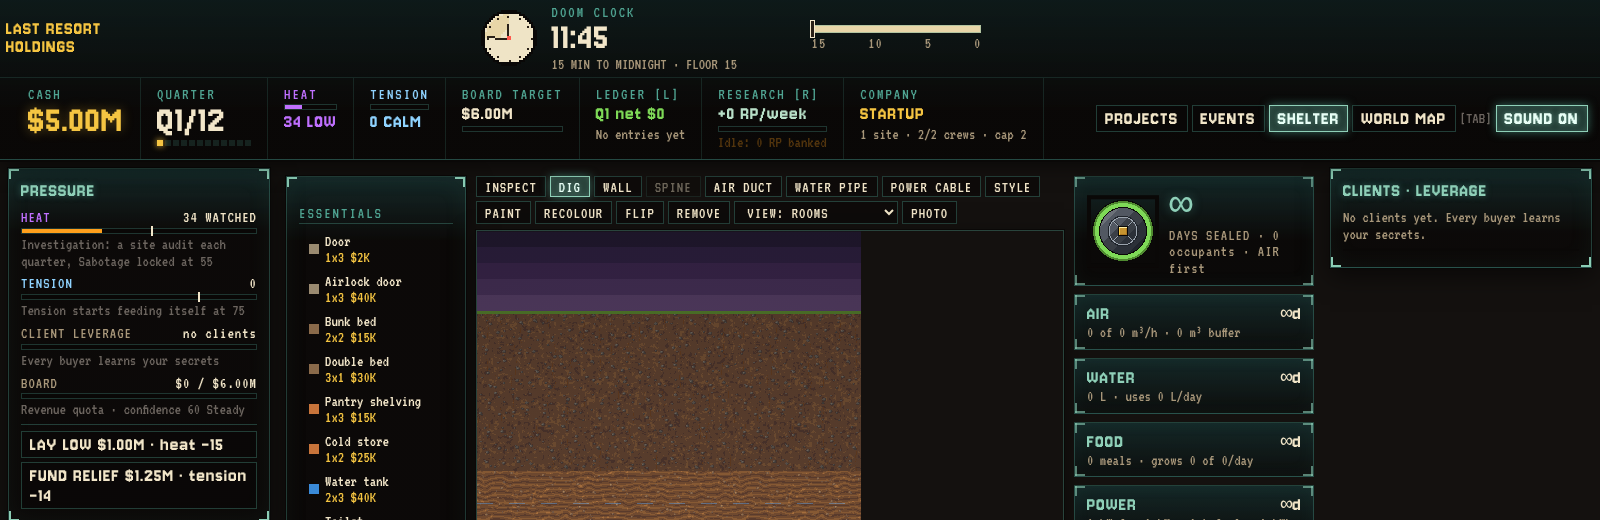 LAST RESORT
HOLDINGS
DOOM CLOCK
11:45
15 MIN TO MIDNIGHT · FLOOR 15
15 10 5 0
CASH
$5.00M
QUARTER
Q1/12
HEAT
34 LOW
TENSION
0 CALM
BOARD TARGET
$6.00M
LEDGER [L]
Q1 net $0
No entries yet
RESEARCH [R]
+0 RP/week
Idle: 0 RP banked
COMPANY
STARTUP
1 site · 2/2 crews · cap 2
PROJECTS
EVENTS
SHELTER
WORLD MAP
[TAB]
SOUND ON
PRESSURE
HEAT 34 WATCHED
Investigation: a site audit each
quarter, Sabotage locked at 55
TENSION 0
Tension starts feeding itself at 75
CLIENT LEVERAGE no clients
Every buyer learns your secrets
BOARD $0 / $6.00M
Revenue quota · confidence 60 Steady
LAY LOW $1.00M · heat -15
FUND RELIEF $1.25M · tension
-14
ESSENTIALS
Door
1x3 $2K
Airlock door
1x3 $40K
Bunk bed
2x2 $15K
Double bed
3x1 $30K
Pantry shelving
1x3 $15K
Cold store
1x2 $25K
Water tank
2x3 $40K
INSPECT
DIG
WALL
SPINE
AIR DUCT
WATER PIPE
POWER CABLE
STYLE
PAINT
RECOLOUR
FLIP
REMOVE
VIEW: ROOMS
PHOTO
∞
DAYS SEALED · 0
occupants · AIR
first
AIR ∞d
0 of 0 m³/h · 0 m³ buffer
WATER ∞d
0 L · uses 0 L/day
FOOD ∞d
0 meals · grows 0 of 0/day
POWER ∞d
CLIENTS · LEVERAGE
No clients yet. Every buyer learns
your secrets.